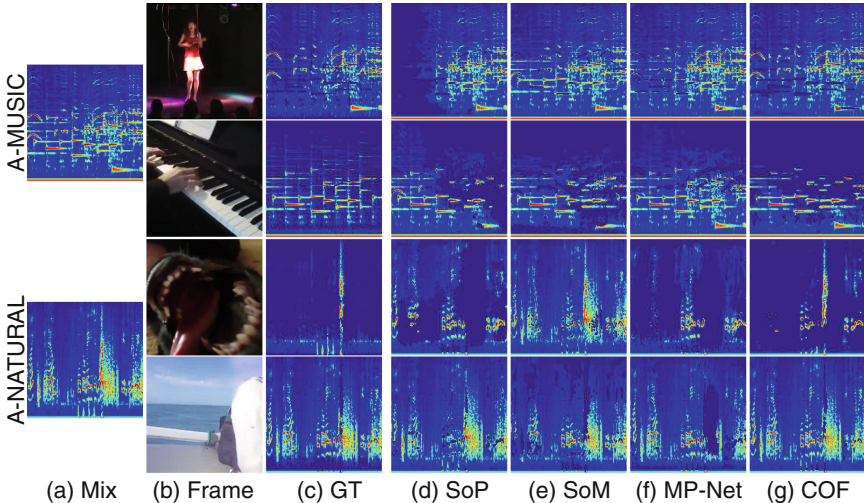 A-MUSIC
A-NATURAL
(a) Mix (b) Frame (c) GT (d) SoP (e) SoM (f) MP-Net (g) COF